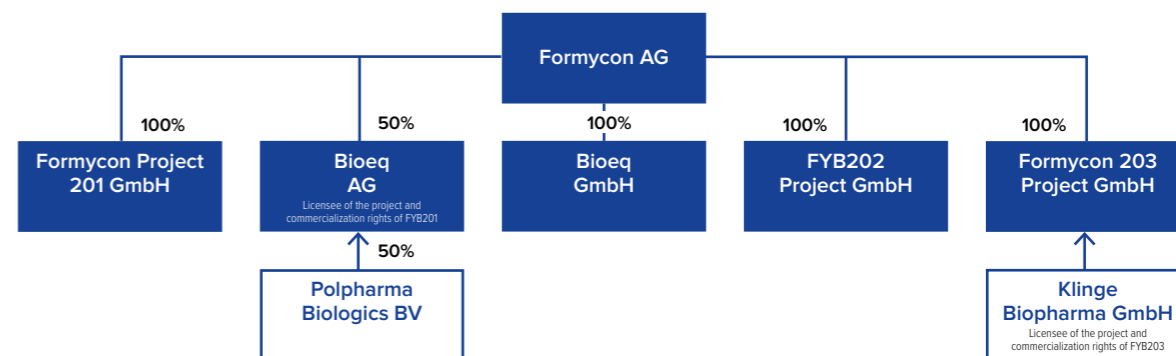 Formycon AG
100%
50%
100%
100%
100%
Formycon Project
201 GmbH
Bioeq
AG
Licensee of the project and
commercialization rights of FYB201
Bioeq
GmbH
FYB202
Project GmbH
Formycon 203
Project GmbH
50%
Polpharma
Biologics BV
Klinge
Biopharma GmbH
Licensee of the project and
commercialization rights of FYB203